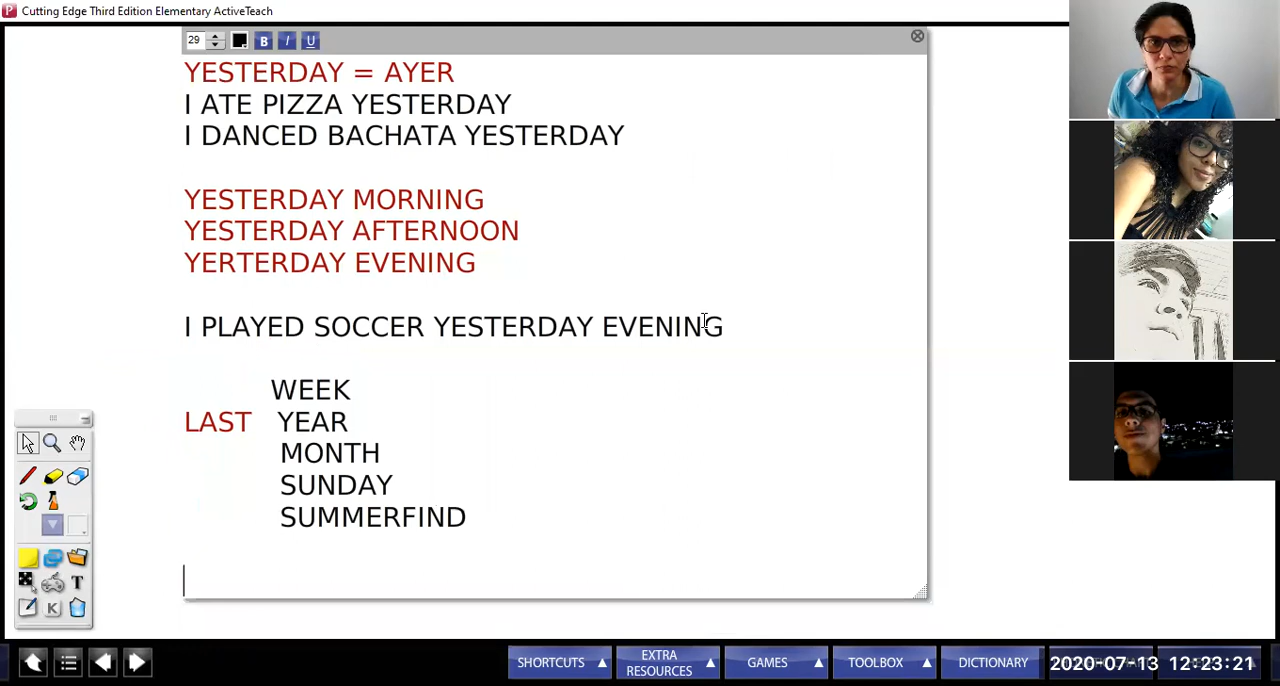 Cutting Edge Third Edition Elementary ActiveTeach
29 B I U
YESTERDAY = AYER
I ATE PIZZA YESTERDAY
I DANCED BACHATA YESTERDAY
YESTERDAY MORNING
YESTERDAY AFTERNOON
YERTERDAY EVENING
I PLAYED SOCCER YESTERDAY EVENING
WEEK
LAST YEAR
MONTH
SUNDAY
SUMMERFIND
T
K
SHORTCUTS
EXTRA RESOURCES
GAMES
TOOLBOX
DICTIONARY
2020-07-13 12:23:21